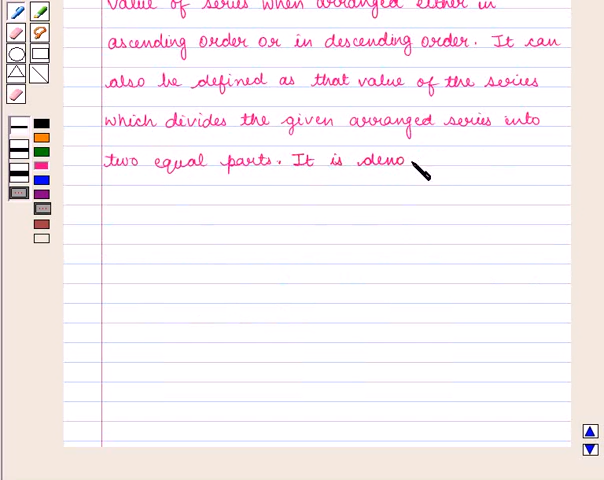 value of series when arranged either in
ascending order or in descending order. It can
also be defined as that value of the series
which divides the given arranged series into
two equal parts. It is deno